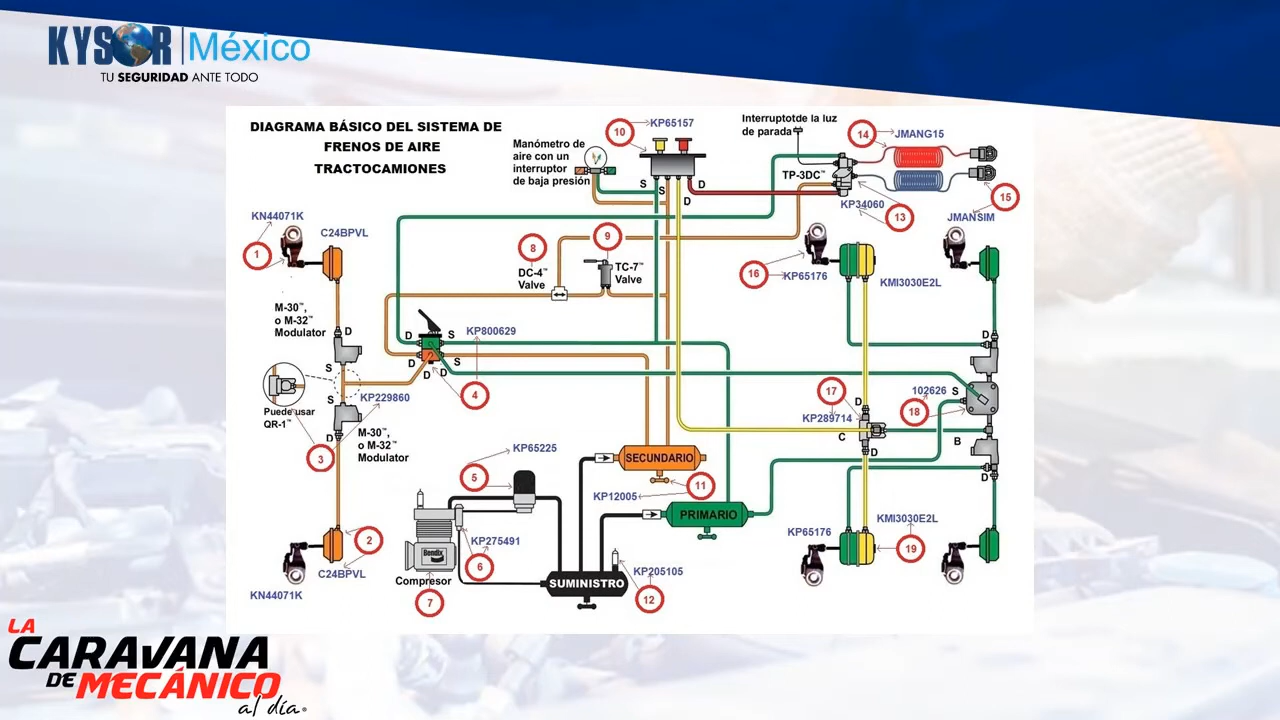 KYSOR México
TU SEGURIDAD ANTE TODO
DIAGRAMA BÁSICO DEL SISTEMA DE
FRENOS DE AIRE
TRACTOCAMIONES
Manómetro de
aire con un
interruptor
de baja presión
10
KP65157
Interruptotde la luz
de parada
14
JMANG15
TP-3DC™
KP34060
13
15
JMANSIM
S
S
D
D
KN44071K
1
C24BPVL
8
9
DC-4™
Valve
TC-7™
Valve
16
KP65176
KMI3030E2L
M-30™,
o M-32™
Modulator
D
S
D
S
KP800629
D
S
D
D
4
D
Puede usar
QR-1™
S
KP229860
D
3
M-30™,
o M-32™
Modulator
17
KP289714
D
C
D
102626
18
S
S
B
D
KP65225
5
SECUNDARIO
11
KP12005
PRIMARIO
2
C24BPVL
KN44071K
Bendix
Compresor
7
KP275491
6
SUMINISTRO
KP205105
12
KP65176
KMI3030E2L
19
LA
CARAVANA
DE MECÁNICO
al día®